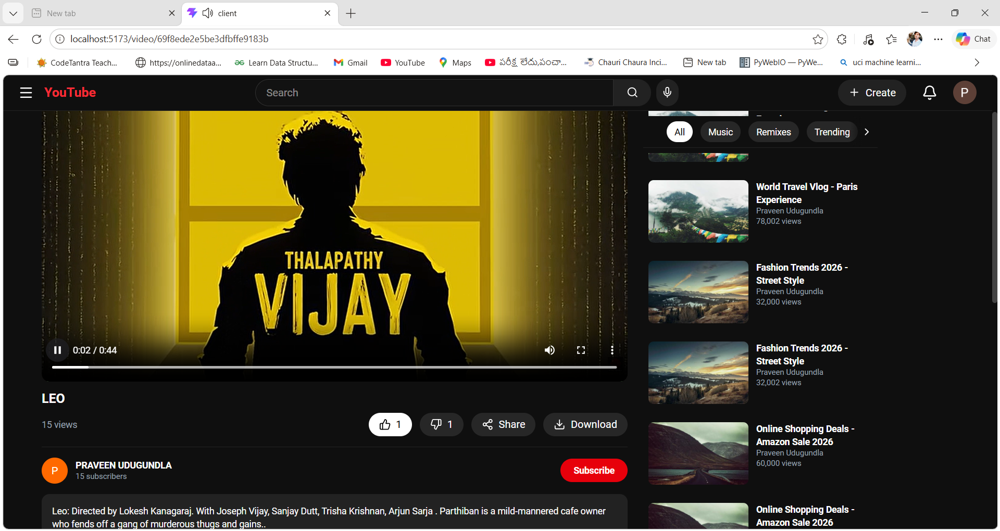 New tab
client
localhost:5173/video/69f8ede2e5be3dfbffe9183b
Chat
CodeTantra Teach...
https://onlinedataa...
Learn Data Structu...
Gmail
YouTube
Maps
పరీక్ష లేదు,పంచా...
Chauri Chaura Inci...
New tab
PyWebIO — PyWe...
uci machine learni...
YouTube
Search
Create
P
All
Music
Remixes
Trending
THALAPATHY
VIJAY
0:02 / 0:44
LEO
15 views
1
1
Share
Download
P
PRAVEEN UDUGUNDLA
15 subscribers
Subscribe
Leo: Directed by Lokesh Kanagaraj. With Joseph Vijay, Sanjay Dutt, Trisha Krishnan, Arjun Sarja . Parthiban is a mild-mannered cafe owner
who fends off a gang of murderous thugs and gains..
World Travel Vlog - Paris
Experience
Praveen Udugundla
78,002 views
Fashion Trends 2026 -
Street Style
Praveen Udugundla
32,000 views
Fashion Trends 2026 -
Street Style
Praveen Udugundla
32,002 views
Online Shopping Deals -
Amazon Sale 2026
Praveen Udugundla
60,000 views
Online Shopping Deals -
Amazon Sale 2026